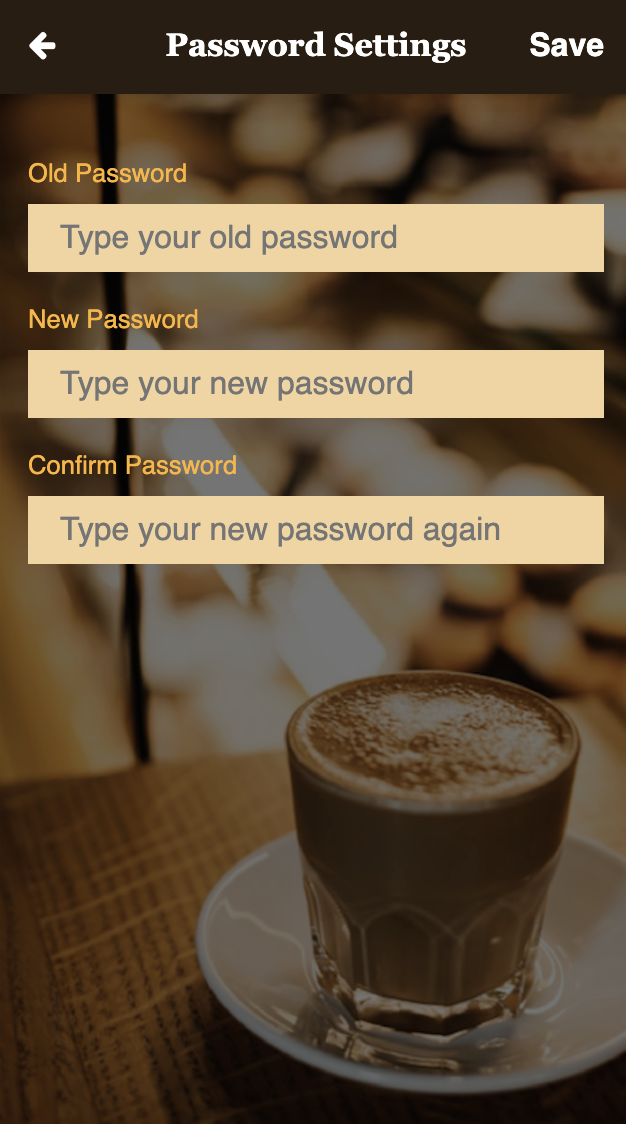 Password Settings Save
Old Password
Type your old password
New Password
Type your new password
Confirm Password
Type your new password again